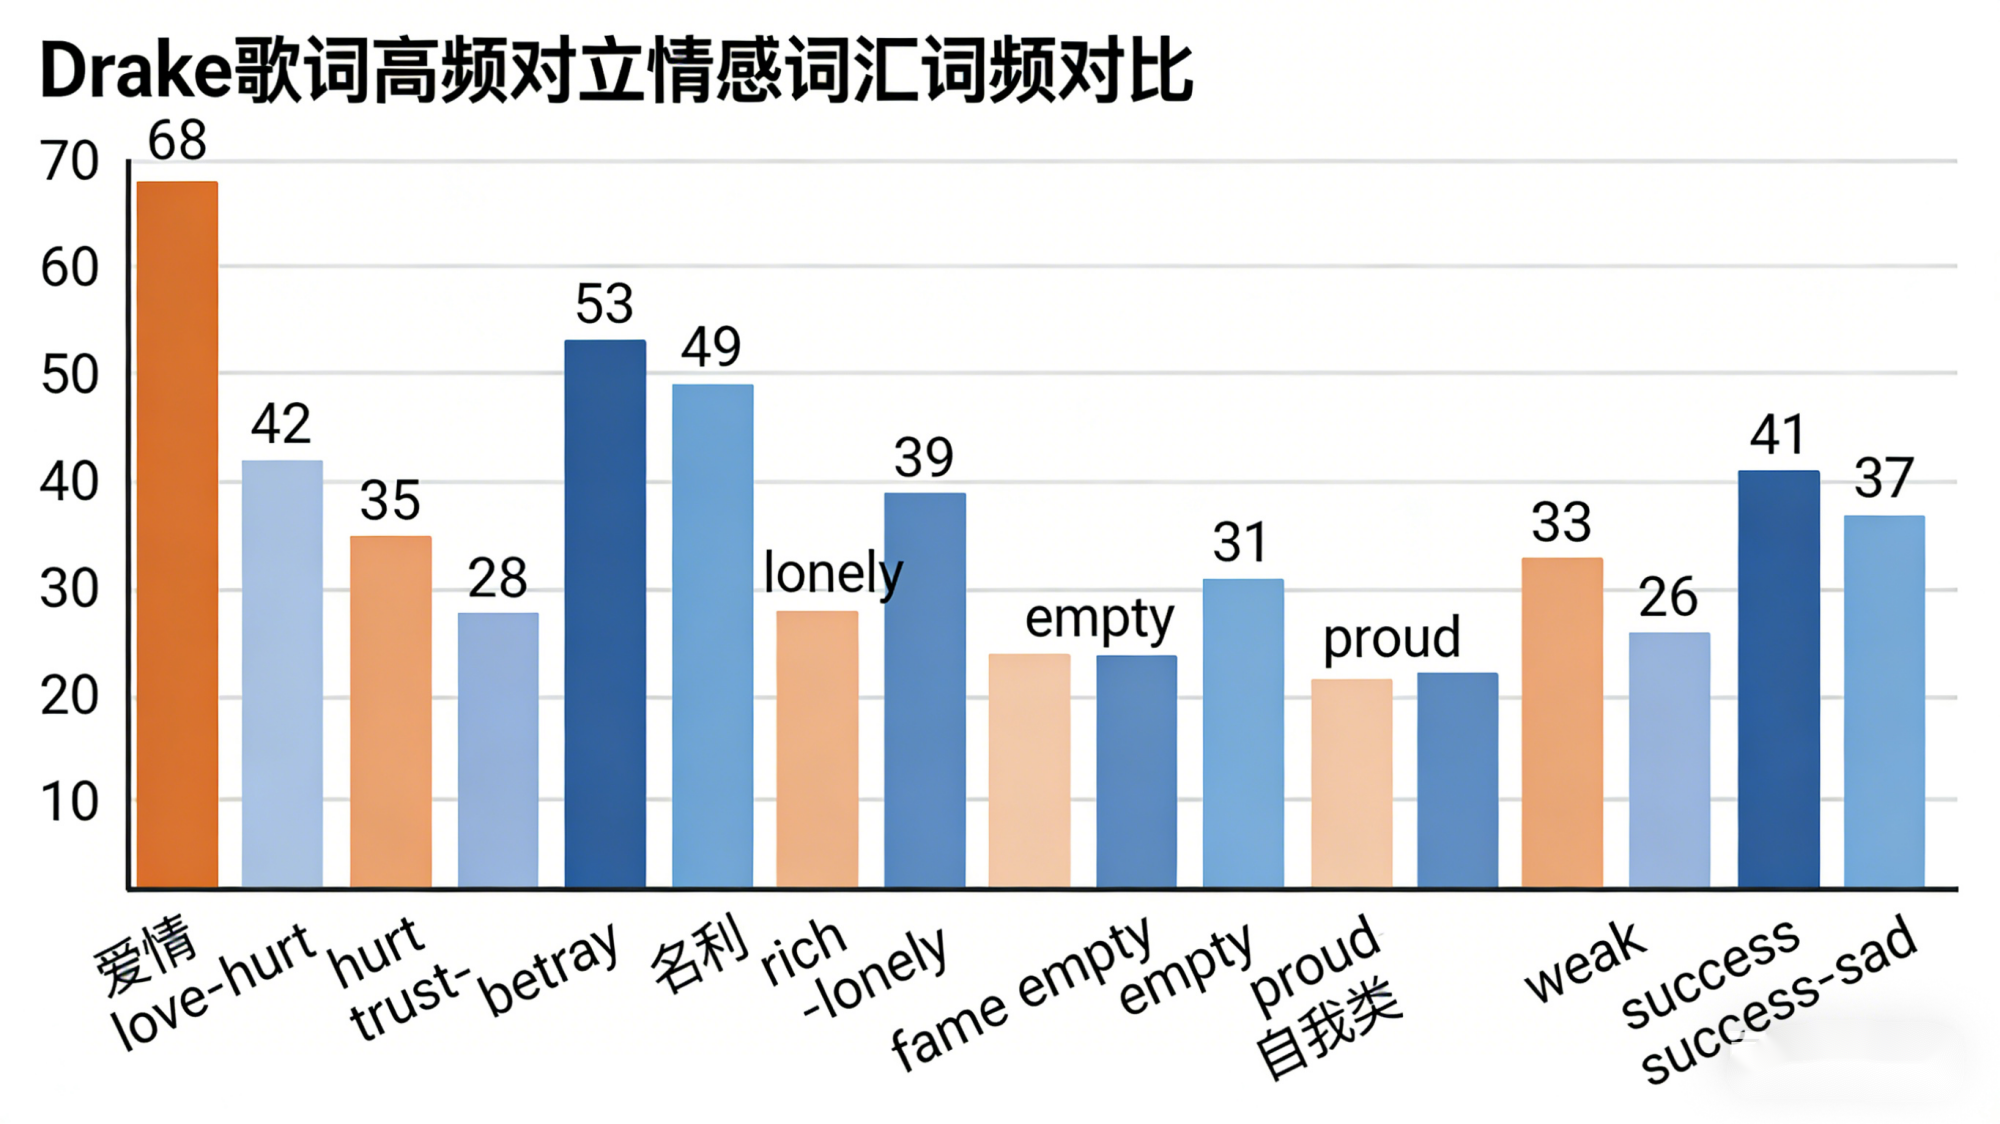 Drake歌词高频对立情感词汇词频对比
70
60
50
40
30
20
10
68
42
35
28
53
49
lonely
39
empty
31
proud
33
26
41
37
爱情
love-hurt
hurt
trust-
betray
名利
rich
-lonely
fame empty
empty
proud
自我类
weak
success
success-sad